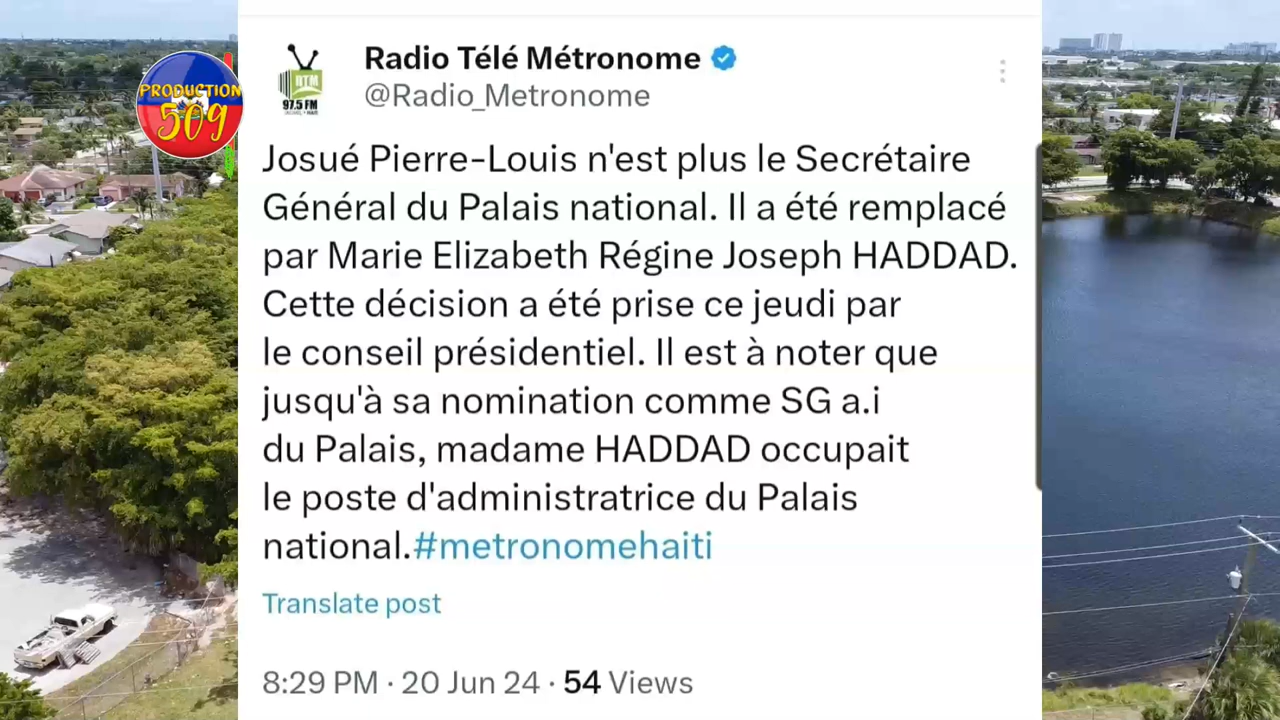 Radio Télé Métronome
@Radio_Metronome
RTM
97.5 FM
PRODUCTION
509
Josué Pierre-Louis n'est plus le Secrétaire
Général du Palais national. Il a été remplacé
par Marie Elizabeth Régine Joseph HADDAD.
Cette décision a été prise ce jeudi par
le conseil présidentiel. Il est à noter que
jusqu'à sa nomination comme SG a.i
du Palais, madame HADDAD occupait
le poste d'administratrice du Palais
national.#metronomehaiti
Translate post
8:29 PM · 20 Jun 24 · 54 Views